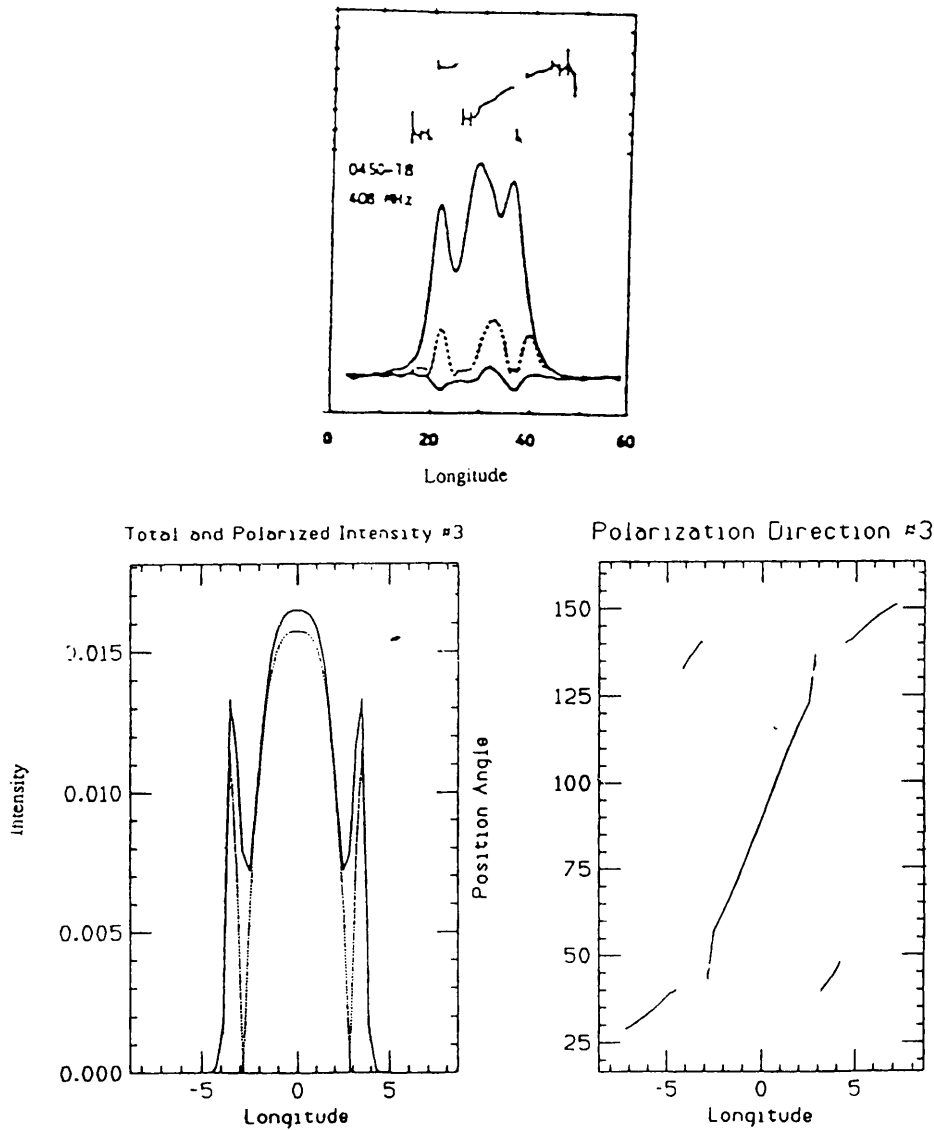 0450-18
408 MHz
0 20 40 60
Longitude
Total and Polarized Intensity #3
Intensity
0.015
0.010
0.005
0.000
-5 0 5
Longitude
Polarization Direction #3
Position Angle
150
125
100
75
50
25
-5 0 5
Longitude